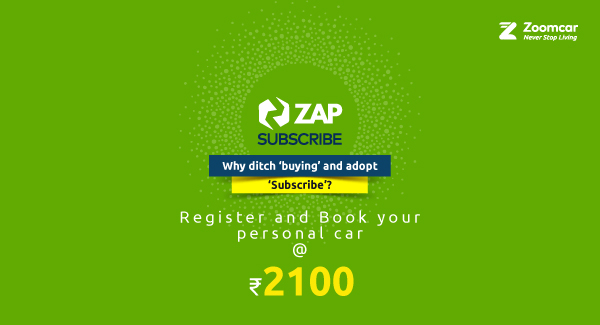 Zoomcar
Never Stop Living
ZAP
SUBSCRIBE
Why ditch ‘buying’ and adopt
‘Subscribe’?
Register and Book your
personal car
@
₹2100